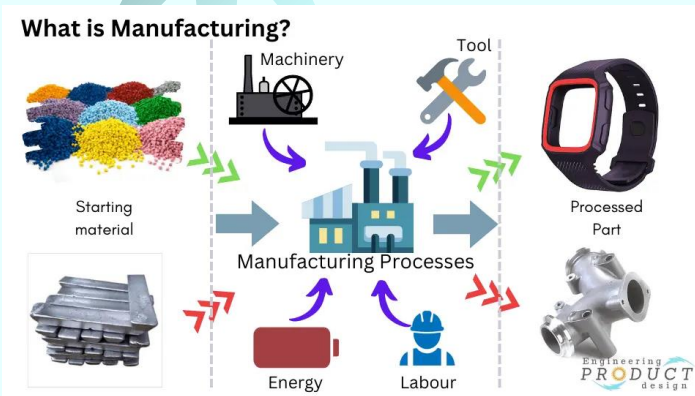 What is Manufacturing?
Machinery
Tool
Starting
material
Processed
Part
Manufacturing Processes
Energy
Labour
Engineering
PRODUCT
design